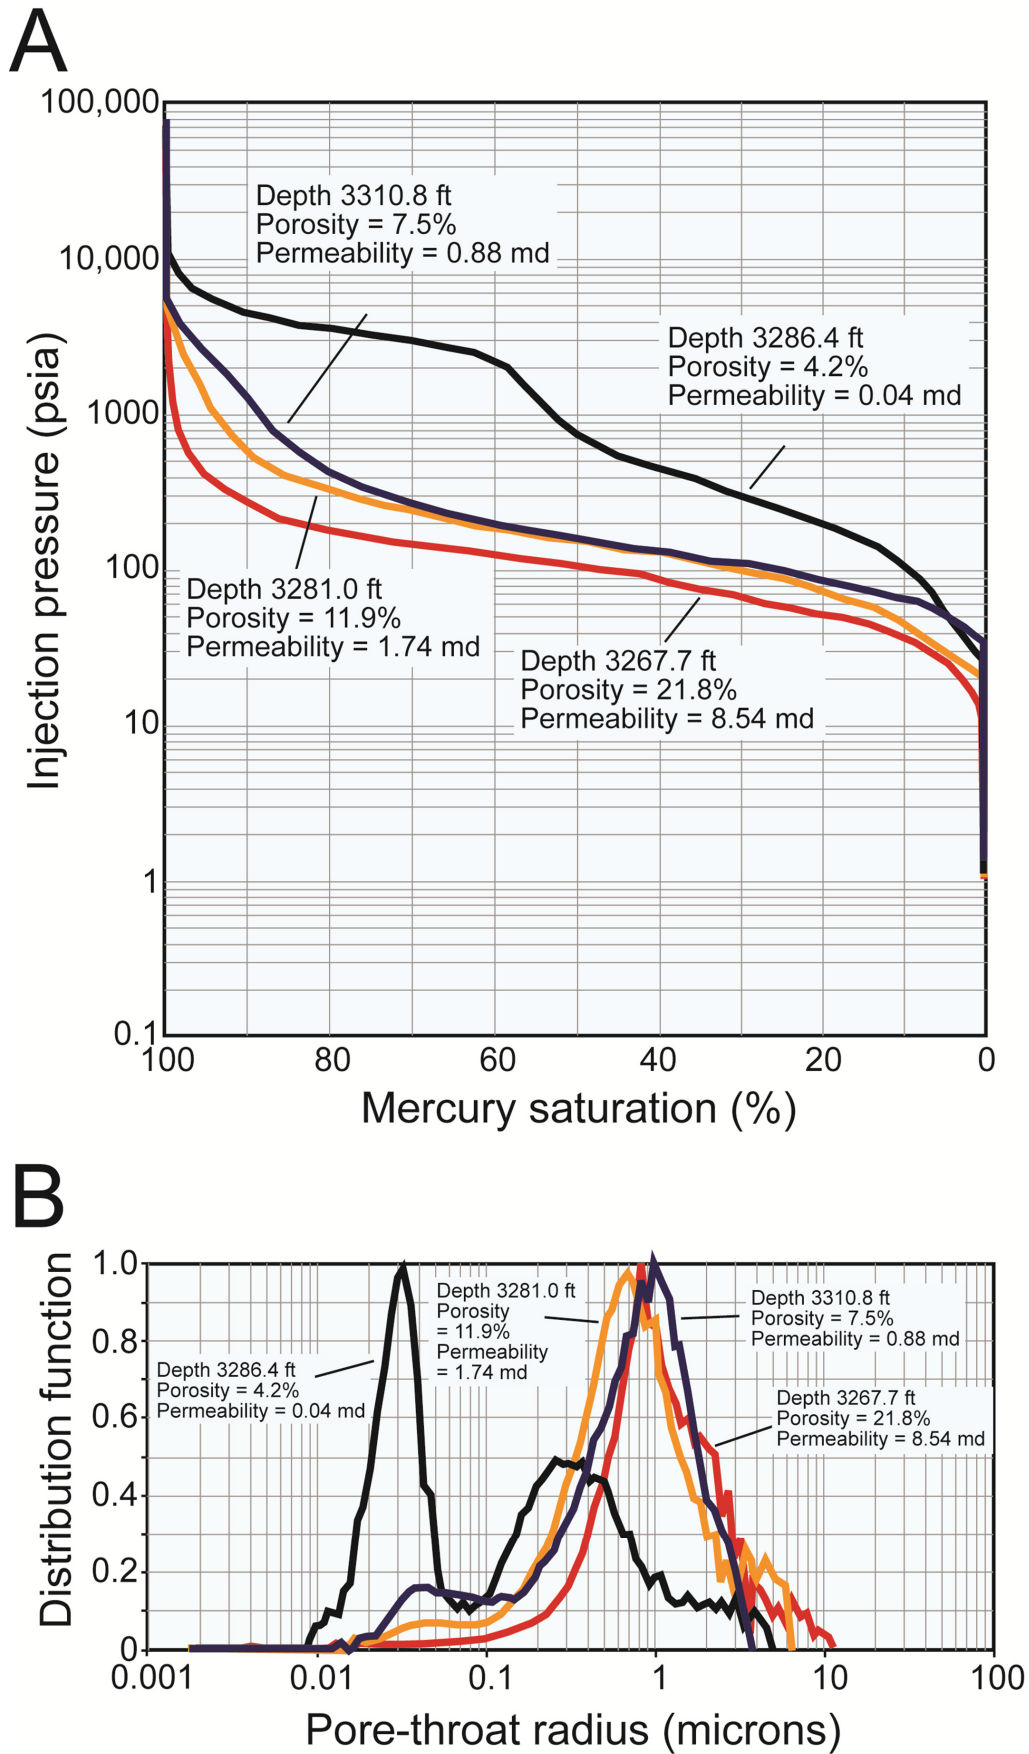 A
100,000
10,000
1000
100
10
1
0.1
Injection pressure (psia)
Depth 3310.8 ft
Porosity = 7.5%
Permeability = 0.88 md
Depth 3286.4 ft
Porosity = 4.2%
Permeability = 0.04 md
Depth 3281.0 ft
Porosity = 11.9%
Permeability = 1.74 md
Depth 3267.7 ft
Porosity = 21.8%
Permeability = 8.54 md
100 80 60 40 20 0
Mercury saturation (%)
B
1.0
0.8
0.6
0.4
0.2
0
Distribution function
Depth 3281.0 ft
Porosity
= 11.9%
Permeability
= 1.74 md
Depth 3310.8 ft
Porosity = 7.5%
Permeability = 0.88 md
Depth 3286.4 ft
Porosity = 4.2%
Permeability = 0.04 md
Depth 3267.7 ft
Porosity = 21.8%
Permeability = 8.54 md
0.001 0.01 0.1 1 10 100
Pore-throat radius (microns)